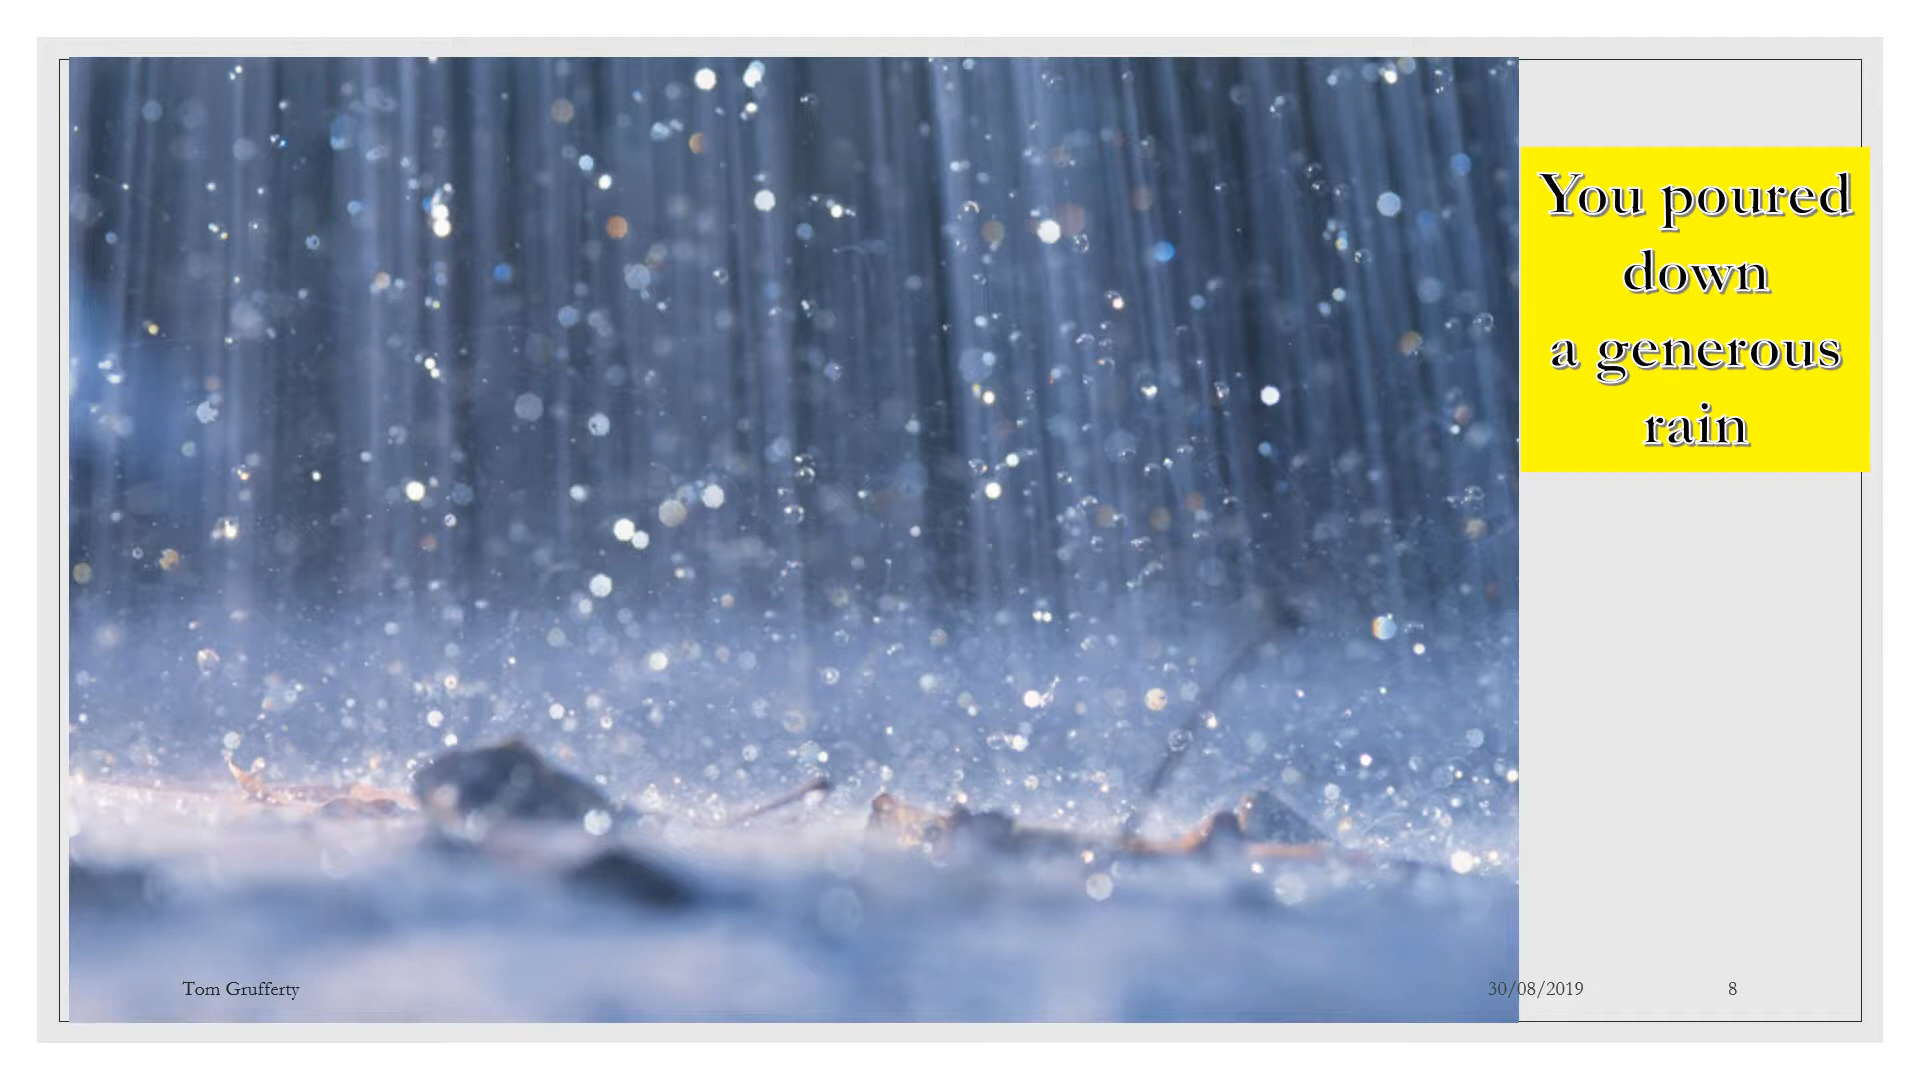 You poured
down
a generous
rain
Tom Grufferty
30/08/2019
8